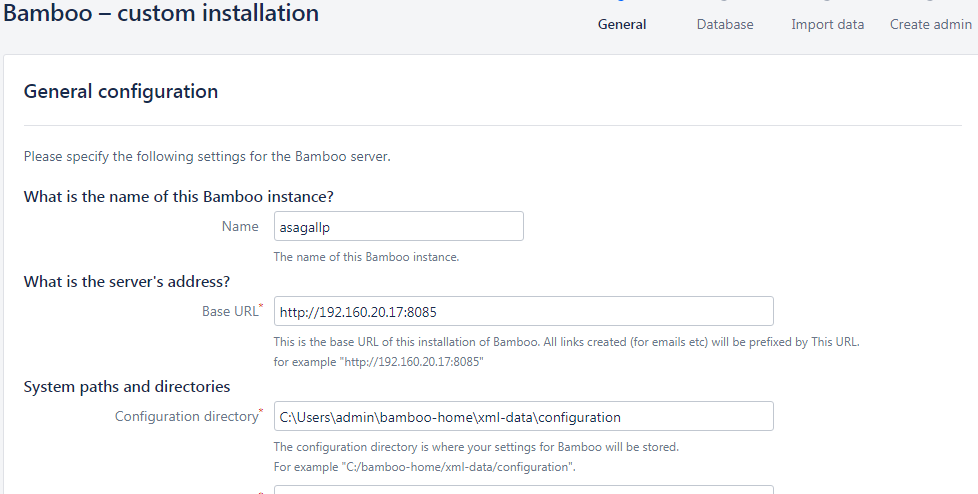 Bamboo – custom installation
General Database Import data Create admin
General configuration
Please specify the following settings for the Bamboo server.
What is the name of this Bamboo instance?
Name asagallp
The name of this Bamboo instance.
What is the server's address?
Base URL* http://192.160.20.17:8085
This is the base URL of this installation of Bamboo. All links created (for emails etc) will be prefixed by This URL.
for example "http://192.160.20.17:8085"
System paths and directories
Configuration directory* C:\Users\admin\bamboo-home\xml-data\configuration
The configuration directory is where your settings for Bamboo will be stored.
For example "C:/bamboo-home/xml-data/configuration".